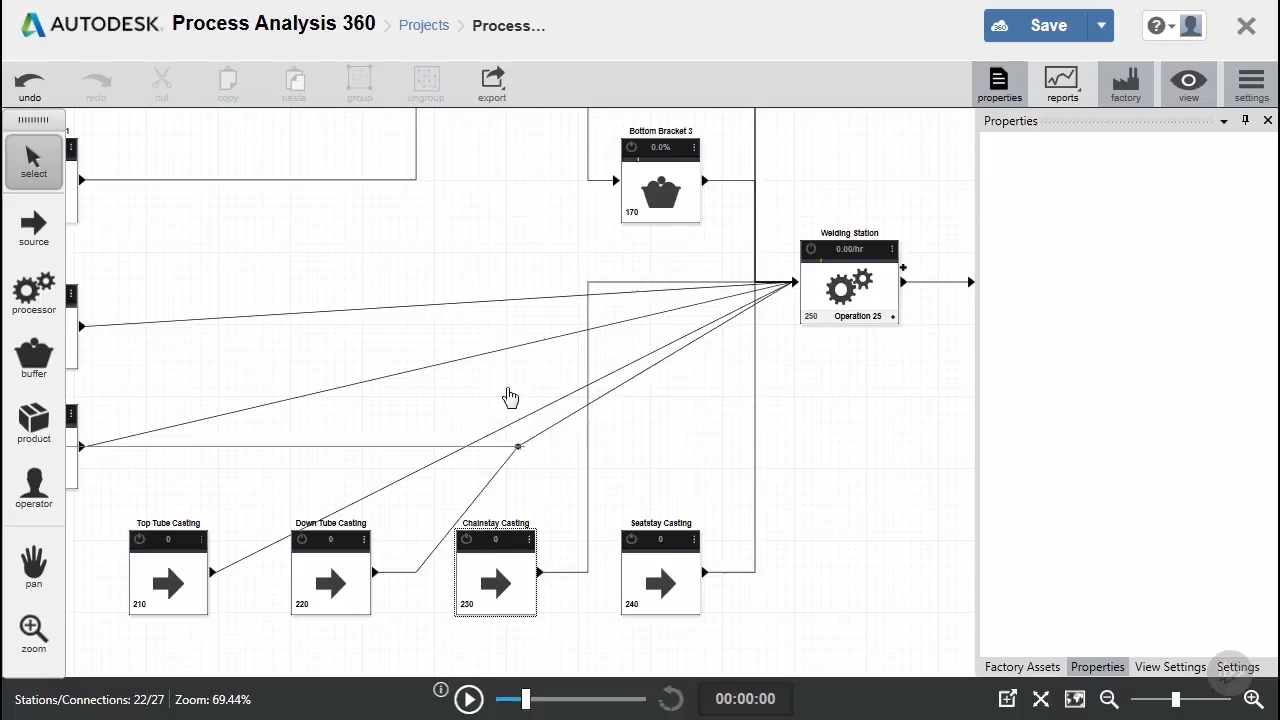 AUTODESK. Process Analysis 360 Projects Process...
360 Save ?
undo redo cut copy paste group ungroup export properties reports factory view settings
Properties
select
source
processor
buffer
product
operator
pan
zoom
1
Bottom Bracket 3
0.0%
170
Welding Station
0.00/hr
250 Operation 25
Top Tube Casting
0
210
Down Tube Casting
0
220
Chainstay Casting
0
230
Seatstay Casting
0
240
Factory Assets Properties View Settings Settings
Stations/Connections: 22/27 Zoom: 69.44% 00:00:00